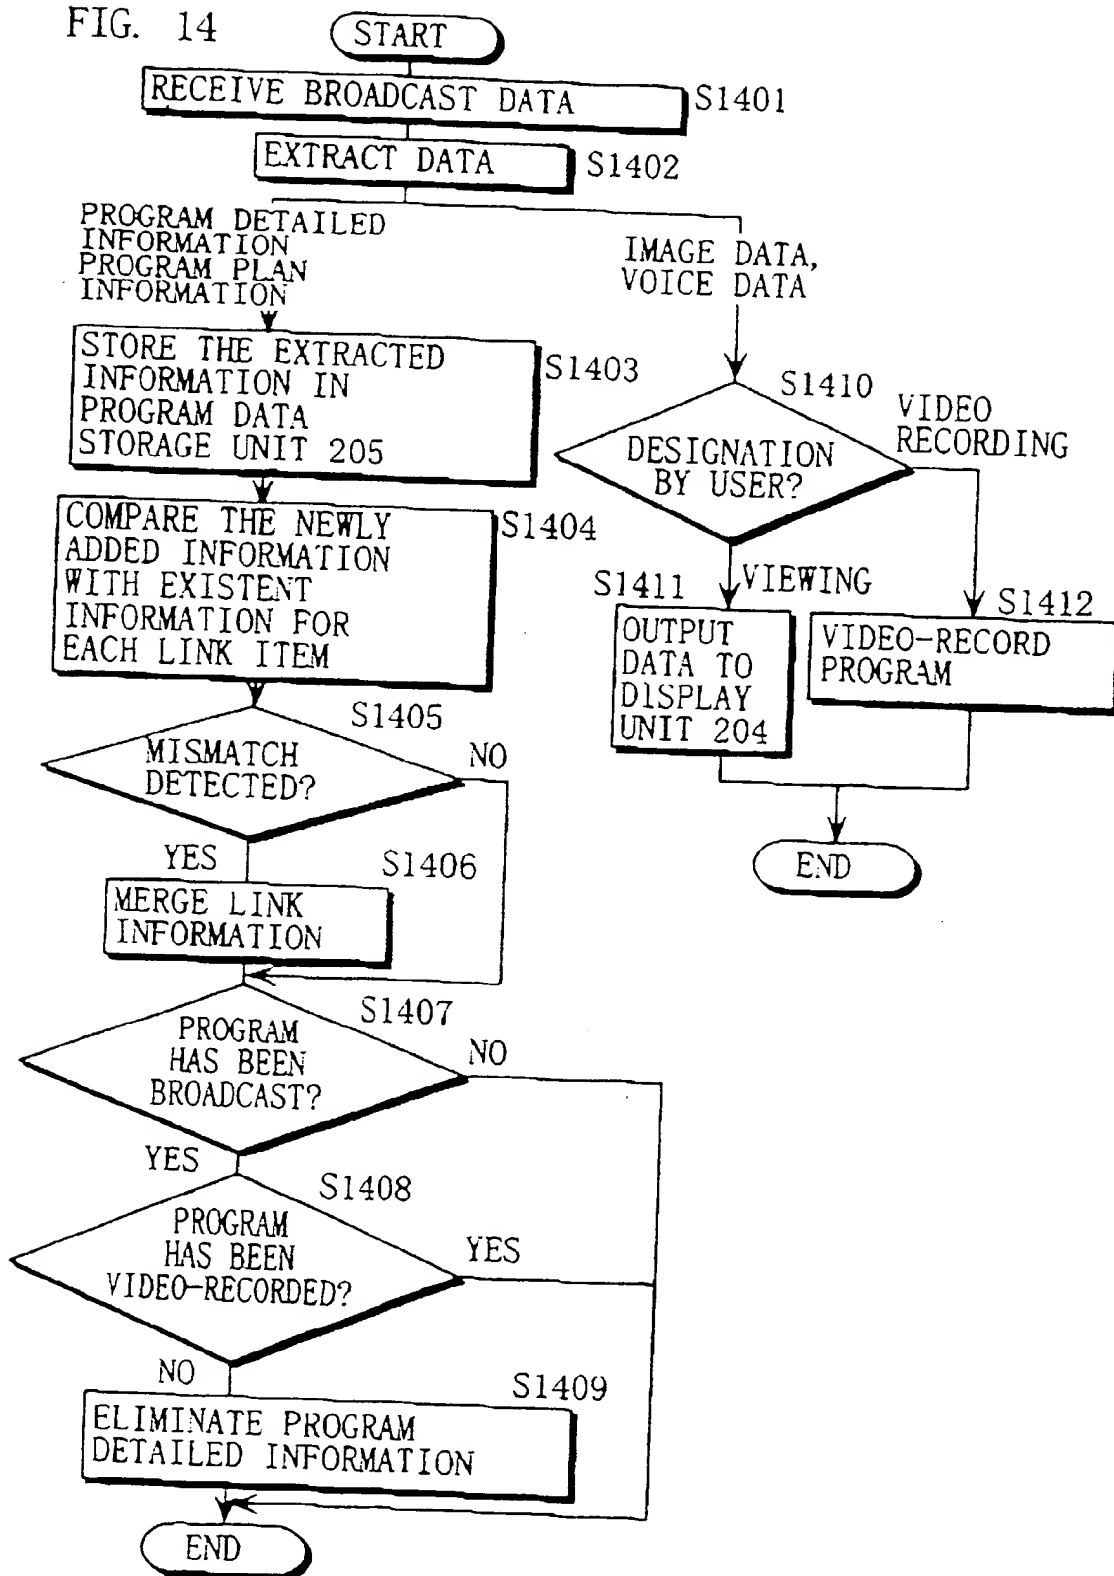 FIG. 14
START
RECEIVE BROADCAST DATA
S1401
EXTRACT DATA
S1402
PROGRAM DETAILED
INFORMATION
PROGRAM PLAN
INFORMATION
IMAGE DATA,
VOICE DATA
STORE THE EXTRACTED
INFORMATION IN
PROGRAM DATA
STORAGE UNIT 205
S1403
S1410
DESIGNATION
BY USER?
VIDEO
RECORDING
COMPARE THE NEWLY
ADDED INFORMATION
WITH EXISTENT
INFORMATION FOR
EACH LINK ITEM
S1404
S1411
VIEWING
OUTPUT
DATA TO
DISPLAY
UNIT 204
S1412
VIDEO-RECORD
PROGRAM
END
S1405
MISMATCH
DETECTED?
NO
YES
S1406
MERGE LINK
INFORMATION
S1407
PROGRAM
HAS BEEN
BROADCAST?
NO
YES
S1408
PROGRAM
HAS BEEN
VIDEO-RECORDED?
YES
NO
S1409
ELIMINATE PROGRAM
DETAILED INFORMATION
END